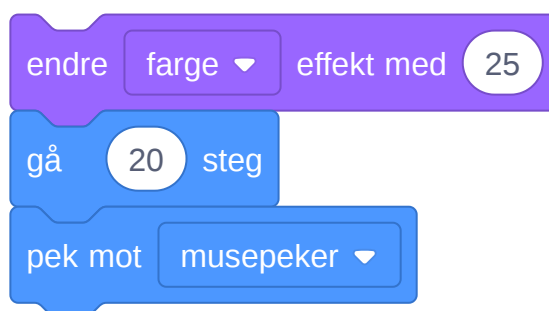 endre farge effekt med 25
gå 20 steg
pek mot musepeker